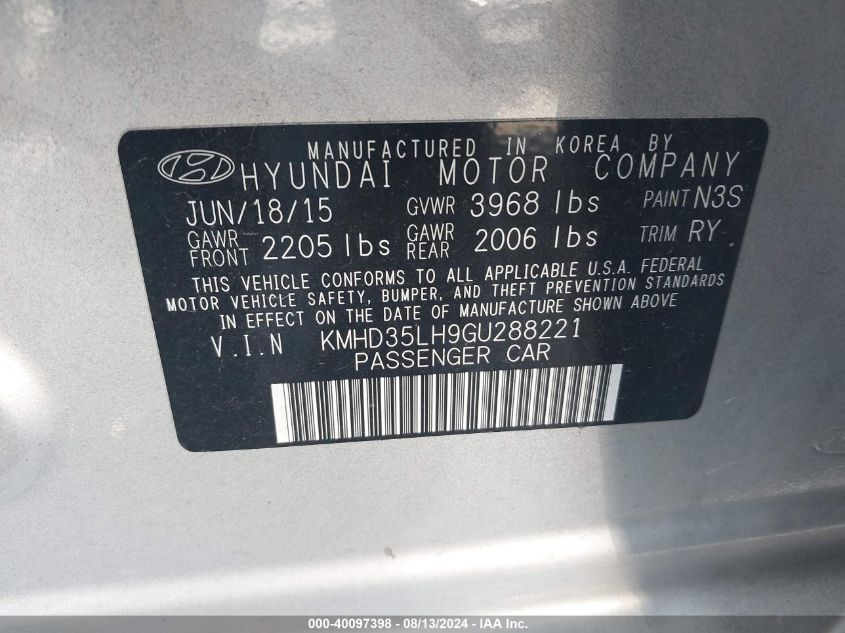 MANUFACTURED IN KOREA BY
HYUNDAI MOTOR COMPANY
JUN/18/15 GVWR 3968 lbs PAINT N3S
GAWR FRONT 2205 lbs GAWR REAR 2006 lbs TRIM RY
THIS VEHICLE CONFORMS TO ALL APPLICABLE U.S.A. FEDERAL
MOTOR VEHICLE SAFETY, BUMPER, AND THEFT PREVENTION STANDARDS
IN EFFECT ON THE DATE OF MANUFACTURE SHOWN ABOVE
V.I.N KMHD35LH9GU288221
PASSENGER CAR
000-40097398 - 08/13/2024 - IAA Inc.